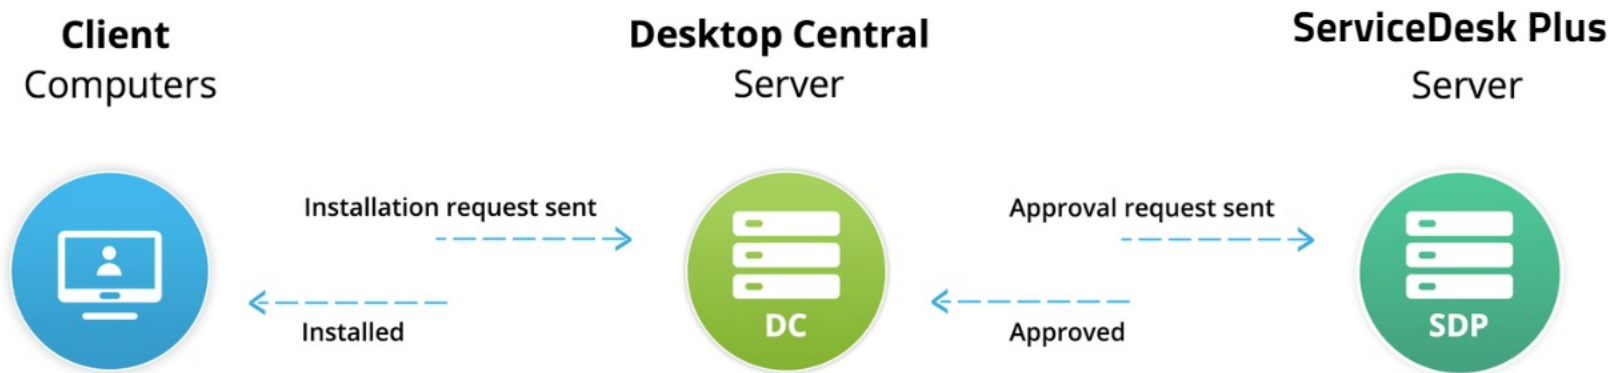 Client
Computers
Desktop Central
Server
ServiceDesk Plus
Server
Installation request sent
Approval request sent
DC
SDP
Installed
Approved